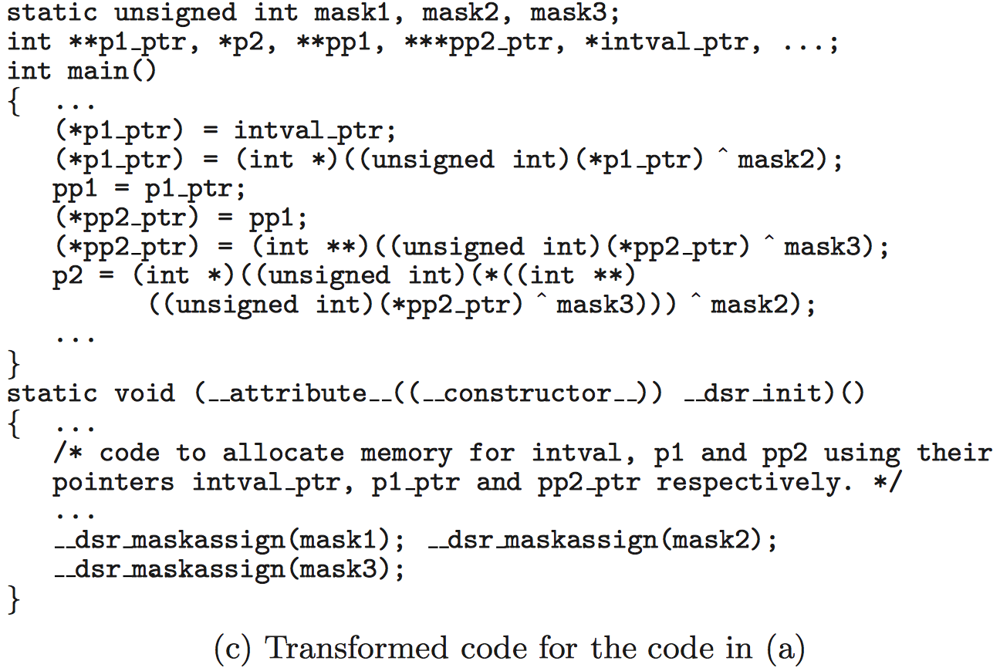 static unsigned int mask1, mask2, mask3;
int **p1_ptr, *p2, **pp1, ***pp2_ptr, *intval_ptr, ...;
int main()
{  ...
   (*p1_ptr) = intval_ptr;
   (*p1_ptr) = (int *)((unsigned int)(*p1_ptr) ^ mask2);
   pp1 = p1_ptr;
   (*pp2_ptr) = pp1;
   (*pp2_ptr) = (int **)((unsigned int)(*pp2_ptr) ^ mask3);
   p2 = (int *)((unsigned int)(*((int **)
         ((unsigned int)(*pp2_ptr) ^ mask3))) ^ mask2);
   ...
}
static void (__attribute__((__constructor__)) __dsr_init)()
{  ...
   /* code to allocate memory for intval, p1 and pp2 using their
   pointers intval_ptr, p1_ptr and pp2_ptr respectively. */
   ...
   __dsr_maskassign(mask1); __dsr_maskassign(mask2);
   __dsr_maskassign(mask3);
}
(c) Transformed code for the code in (a)